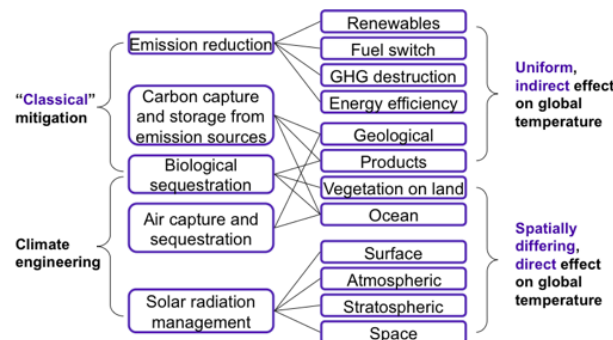 "Classical"
mitigation
Climate
engineering
Emission reduction
Carbon capture
and storage from
emission sources
Biological
sequestration
Air capture and
sequestration
Solar radiation
management
Renewables
Fuel switch
GHG destruction
Energy efficiency
Geological
Products
Vegetation on land
Ocean
Surface
Atmospheric
Stratospheric
Space
Uniform,
indirect effect
on global
temperature
Spatially
differing,
direct effect
on global
temperature